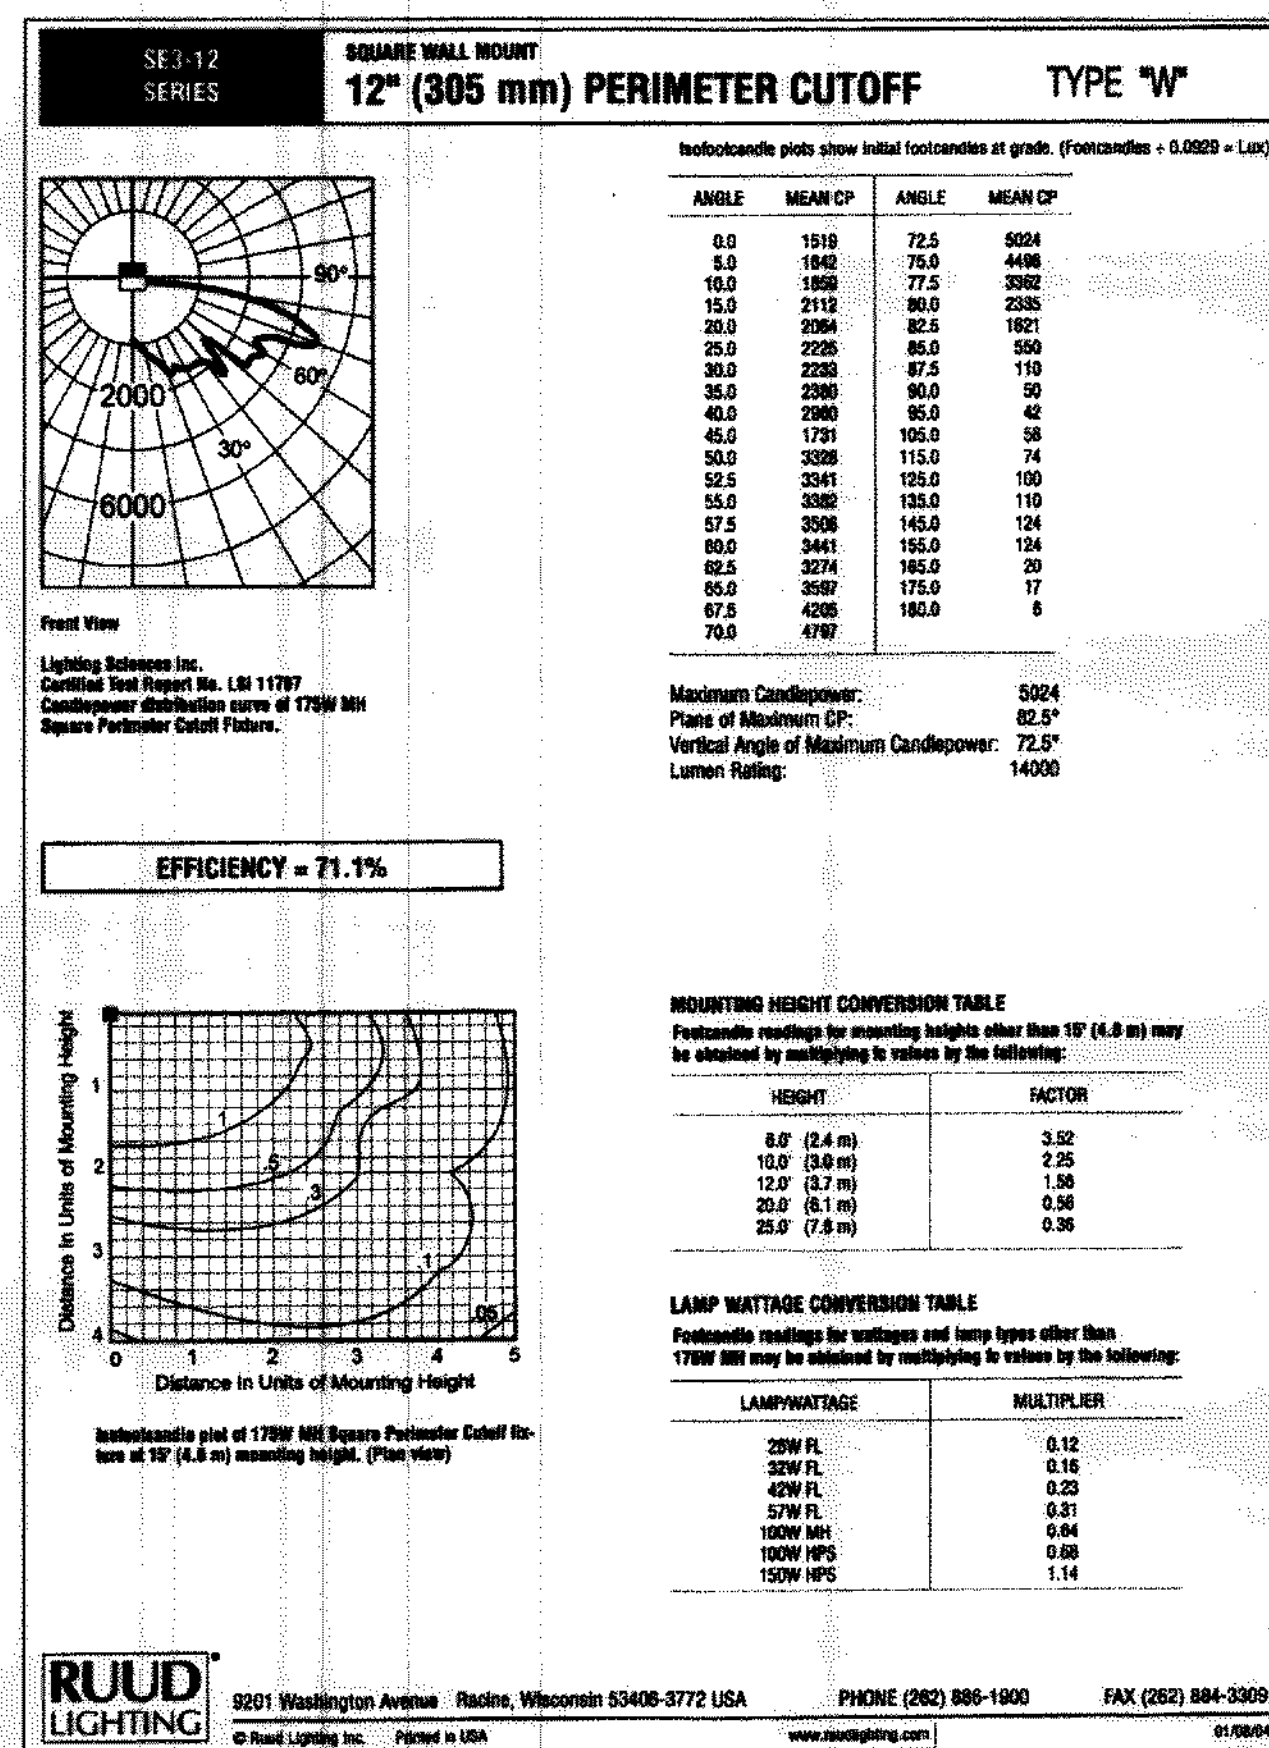 SE3-12
SERIES
SQUARE WALL MOUNT
12" (305 mm) PERIMETER CUTOFF
TYPE "W"
Isofootcandle plots show initial footcandles at grade. (Footcandles ÷ 0.0929 = Lux)
ANGLE MEAN CP ANGLE MEAN CP
0.0 1519 72.5 5024
5.0 1642 75.0 4496
10.0 77.5 3362
15.0 2112 80.0 2335
20.0 2064 82.5 1621
25.0 2225 85.0 550
30.0 2233 87.5 110
35.0 2380 90.0 50
40.0 2960 95.0 42
45.0 1731 105.0 58
50.0 3328 115.0 74
52.5 3341 125.0 100
55.0 3382 135.0 110
57.5 3506 145.0 124
60.0 3441 155.0 124
62.5 3274 165.0 20
65.0 3597 175.0 17
67.5 4205 180.0 6
70.0 4797
90°
60°
2000
30°
6000
Front View
Lighting Sciences Inc.
Certified Test Report No. LSI 11787
Candlepower distribution curve of 175W MH
Square Perimeter Cutoff Fixture.
Maximum Candlepower: 5024
Plane of Maximum CP: 82.5°
Vertical Angle of Maximum Candlepower: 72.5°
Lumen Rating: 14000
EFFICIENCY = 71.1%
Distance in Units of Mounting Height
1
2
3
4
1
.5
.3
.1
.05
0 1 2 3 4 5
Distance in Units of Mounting Height
Isofootcandle plot of 175W MH Square Perimeter Cutoff fix-
ture at 15' (4.6 m) mounting height. (Plan view)
MOUNTING HEIGHT CONVERSION TABLE
Footcandle readings for mounting heights other than 15' (4.6 m) may
be obtained by multiplying fc values by the following:
HEIGHT FACTOR
8.0' (2.4 m) 3.52
10.0' (3.0 m) 2.25
12.0' (3.7 m) 1.56
20.0' (6.1 m) 0.56
25.0' (7.6 m) 0.36
LAMP WATTAGE CONVERSION TABLE
Footcandle readings for wattages and lamp types other than
175W MH may be obtained by multiplying fc values by the following:
LAMP/WATTAGE MULTIPLIER
FL 0.12
32W FL
42W FL 0.23
57W FL 0.31
100W MH 0.64
100W HPS 0.68
150W HPS 1.14
RUUD
LIGHTING
9201 Washington Avenue Racine, Wisconsin 53406-3772 USA PHONE (262) 886-1900 FAX (262) 884-3309
© Ruud Lighting Inc. Printed in USA www.ruudlighting.com 01/08/04